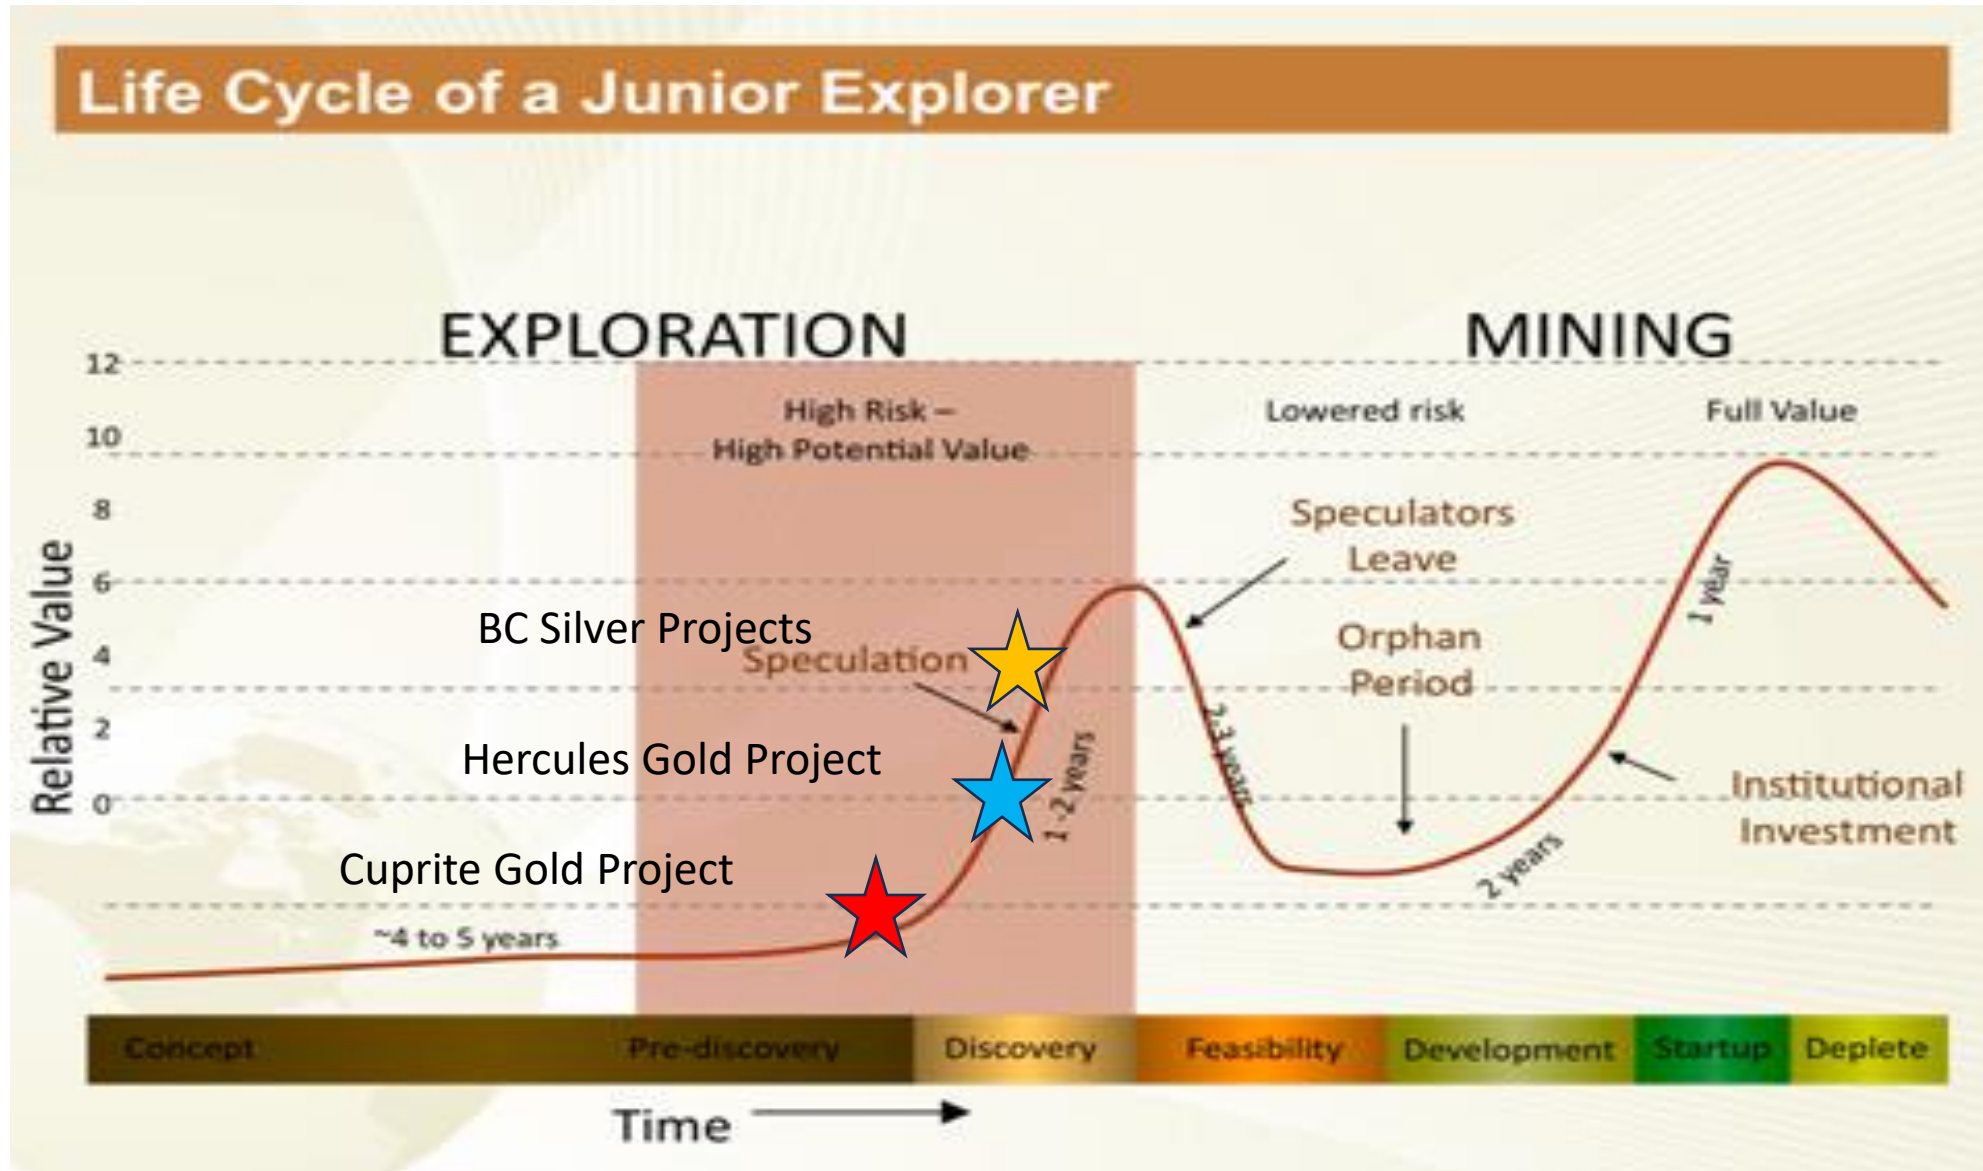 Life Cycle of a Junior Explorer
EXPLORATION
MINING
12
10
8
6
4
2
0
Relative Value
High Risk –
High Potential Value
Lowered risk
Full Value
Speculators
Leave
Orphan
Period
BC Silver Projects
Speculation
Hercules Gold Project
Cuprite Gold Project
~4 to 5 years
1 -2 years
2-3 years
2 years
1 year
Institutional
Investment
Concept
Pre-discovery
Discovery
Feasibility
Development
Startup
Deplete
Time